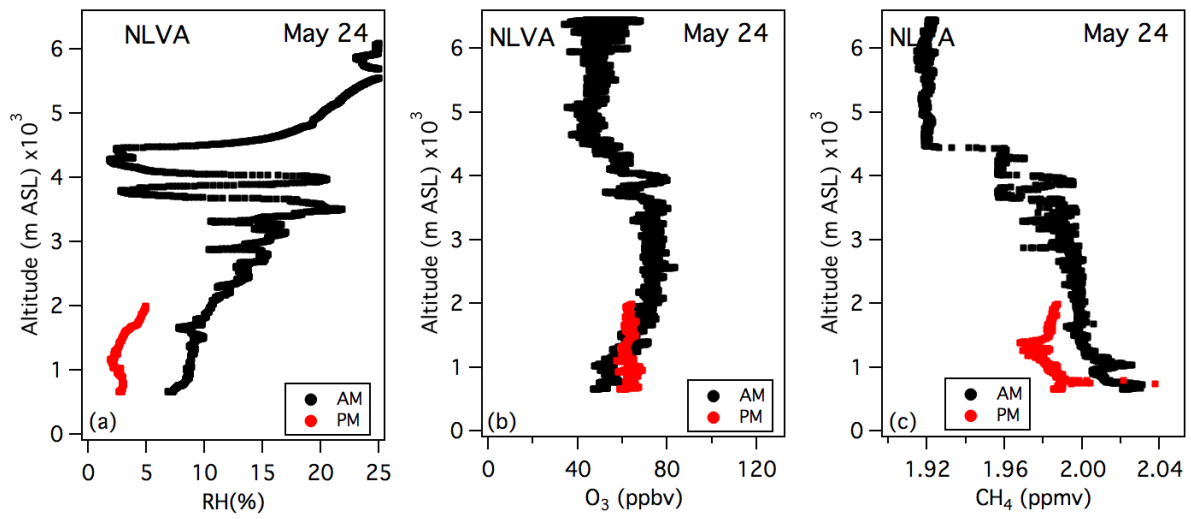 NLVA May 24
Altitude (m ASL) x10³
6
5
4
3
2
1
0
AM
PM
(a)
0 5 10 15 20 25
RH(%)
NLVA May 24
Altitude (m ASL) x10³
6
5
4
3
2
1
0
AM
PM
(b)
0 40 80 120
O₃ (ppbv)
NL A May 24
Altitude (m ASL) x10³
6
5
4
3
2
1
0
AM
PM
(c)
1.92 1.96 2.00 2.04
CH₄ (ppmv)